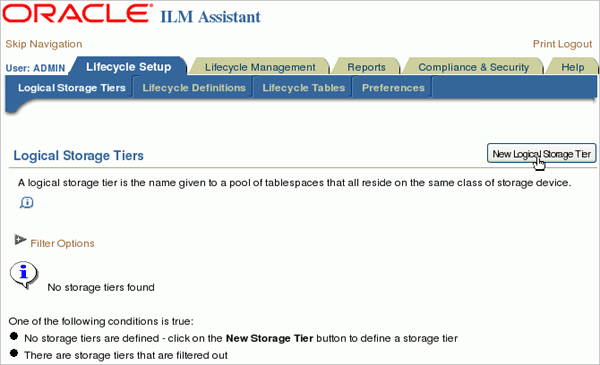 ORACLE ILM Assistant
Skip Navigation Print Logout
User: ADMIN Lifecycle Setup Lifecycle Management Reports Compliance & Security Help
Logical Storage Tiers Lifecycle Definitions Lifecycle Tables Preferences
Logical Storage Tiers New Logical Storage Tier
A logical storage tier is the name given to a pool of tablespaces that all reside on the same class of storage device.
Filter Options
No storage tiers found
One of the following conditions is true:
No storage tiers are defined - click on the New Storage Tier button to define a storage tier
There are storage tiers that are filtered out